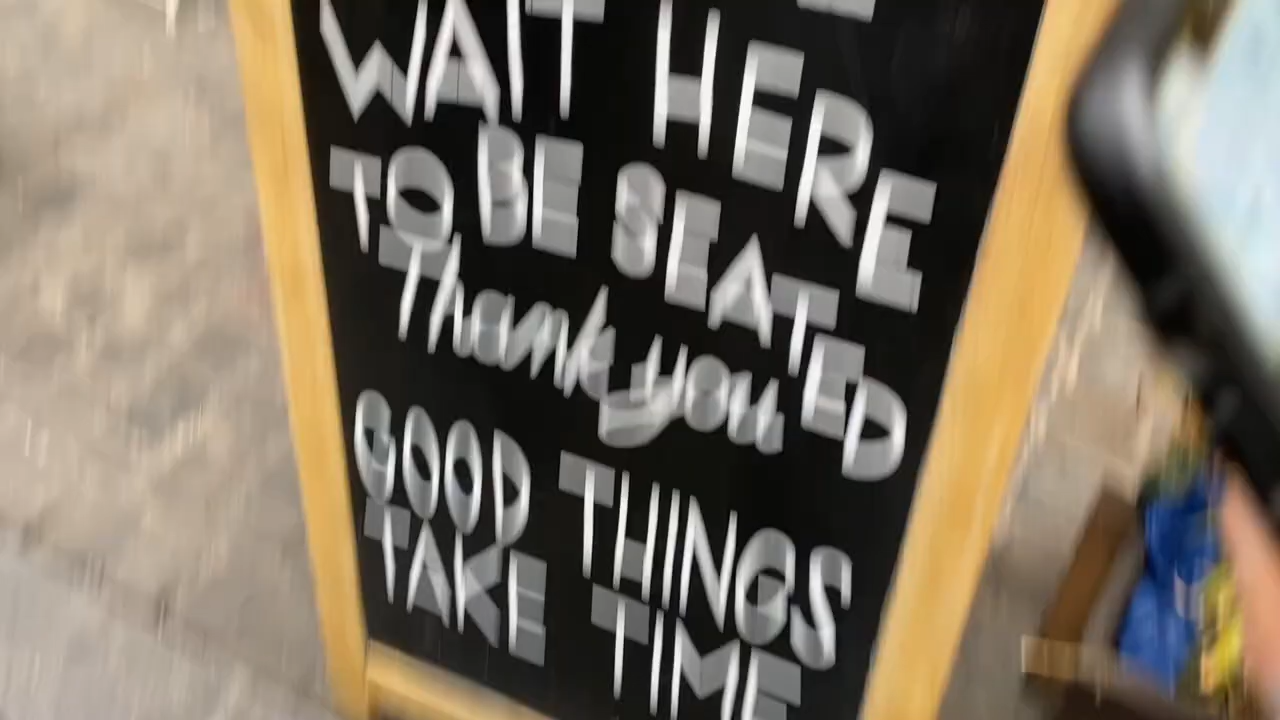 WAIT HERE
TO BE SEATED
Thank you
GOOD THINGS
TAKE TIME